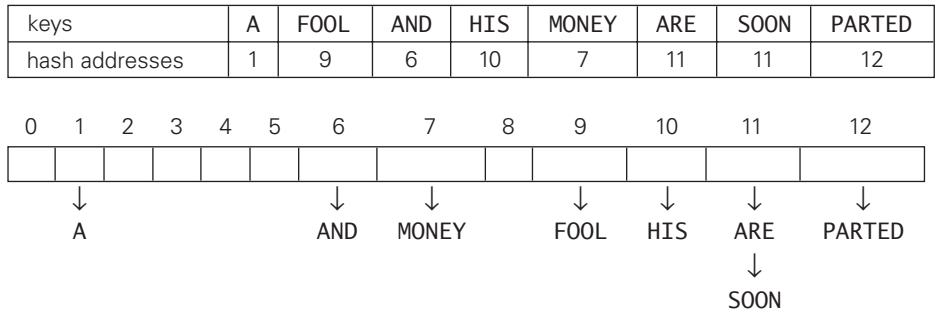 keys A FOOL AND HIS MONEY ARE SOON PARTED
hash addresses 1 9 6 10 7 11 11 12
0 1 2 3 4 5 6 7 8 9 10 11 12
A AND MONEY FOOL HIS ARE PARTED
SOON